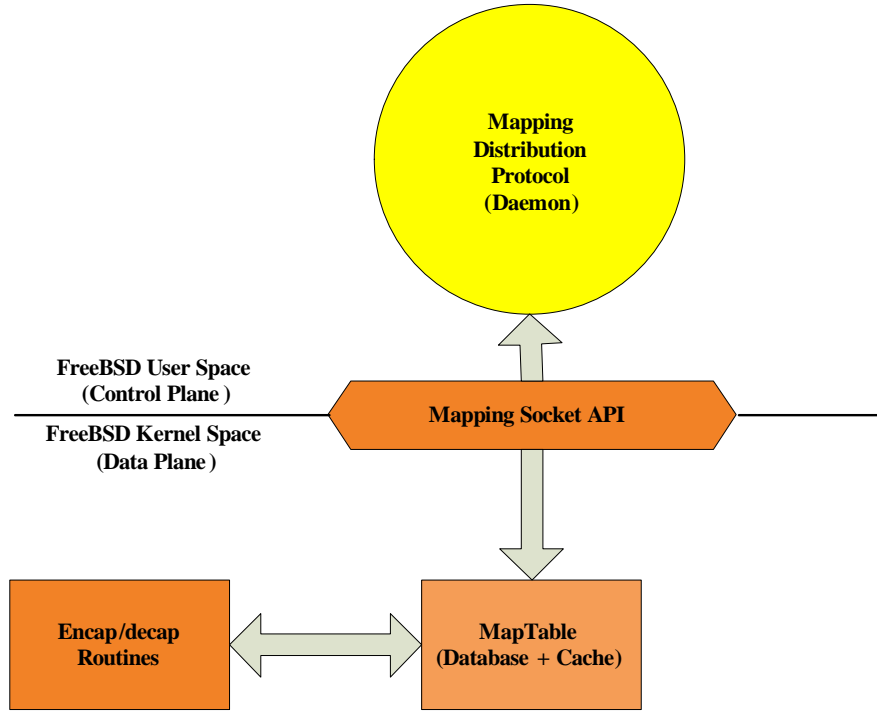 Mapping
Distribution
Protocol
(Daemon)
FreeBSD User Space
(Control Plane)
Mapping Socket API
FreeBSD Kernel Space
(Data Plane)
Encap/decap
Routines
MapTable
(Database + Cache)